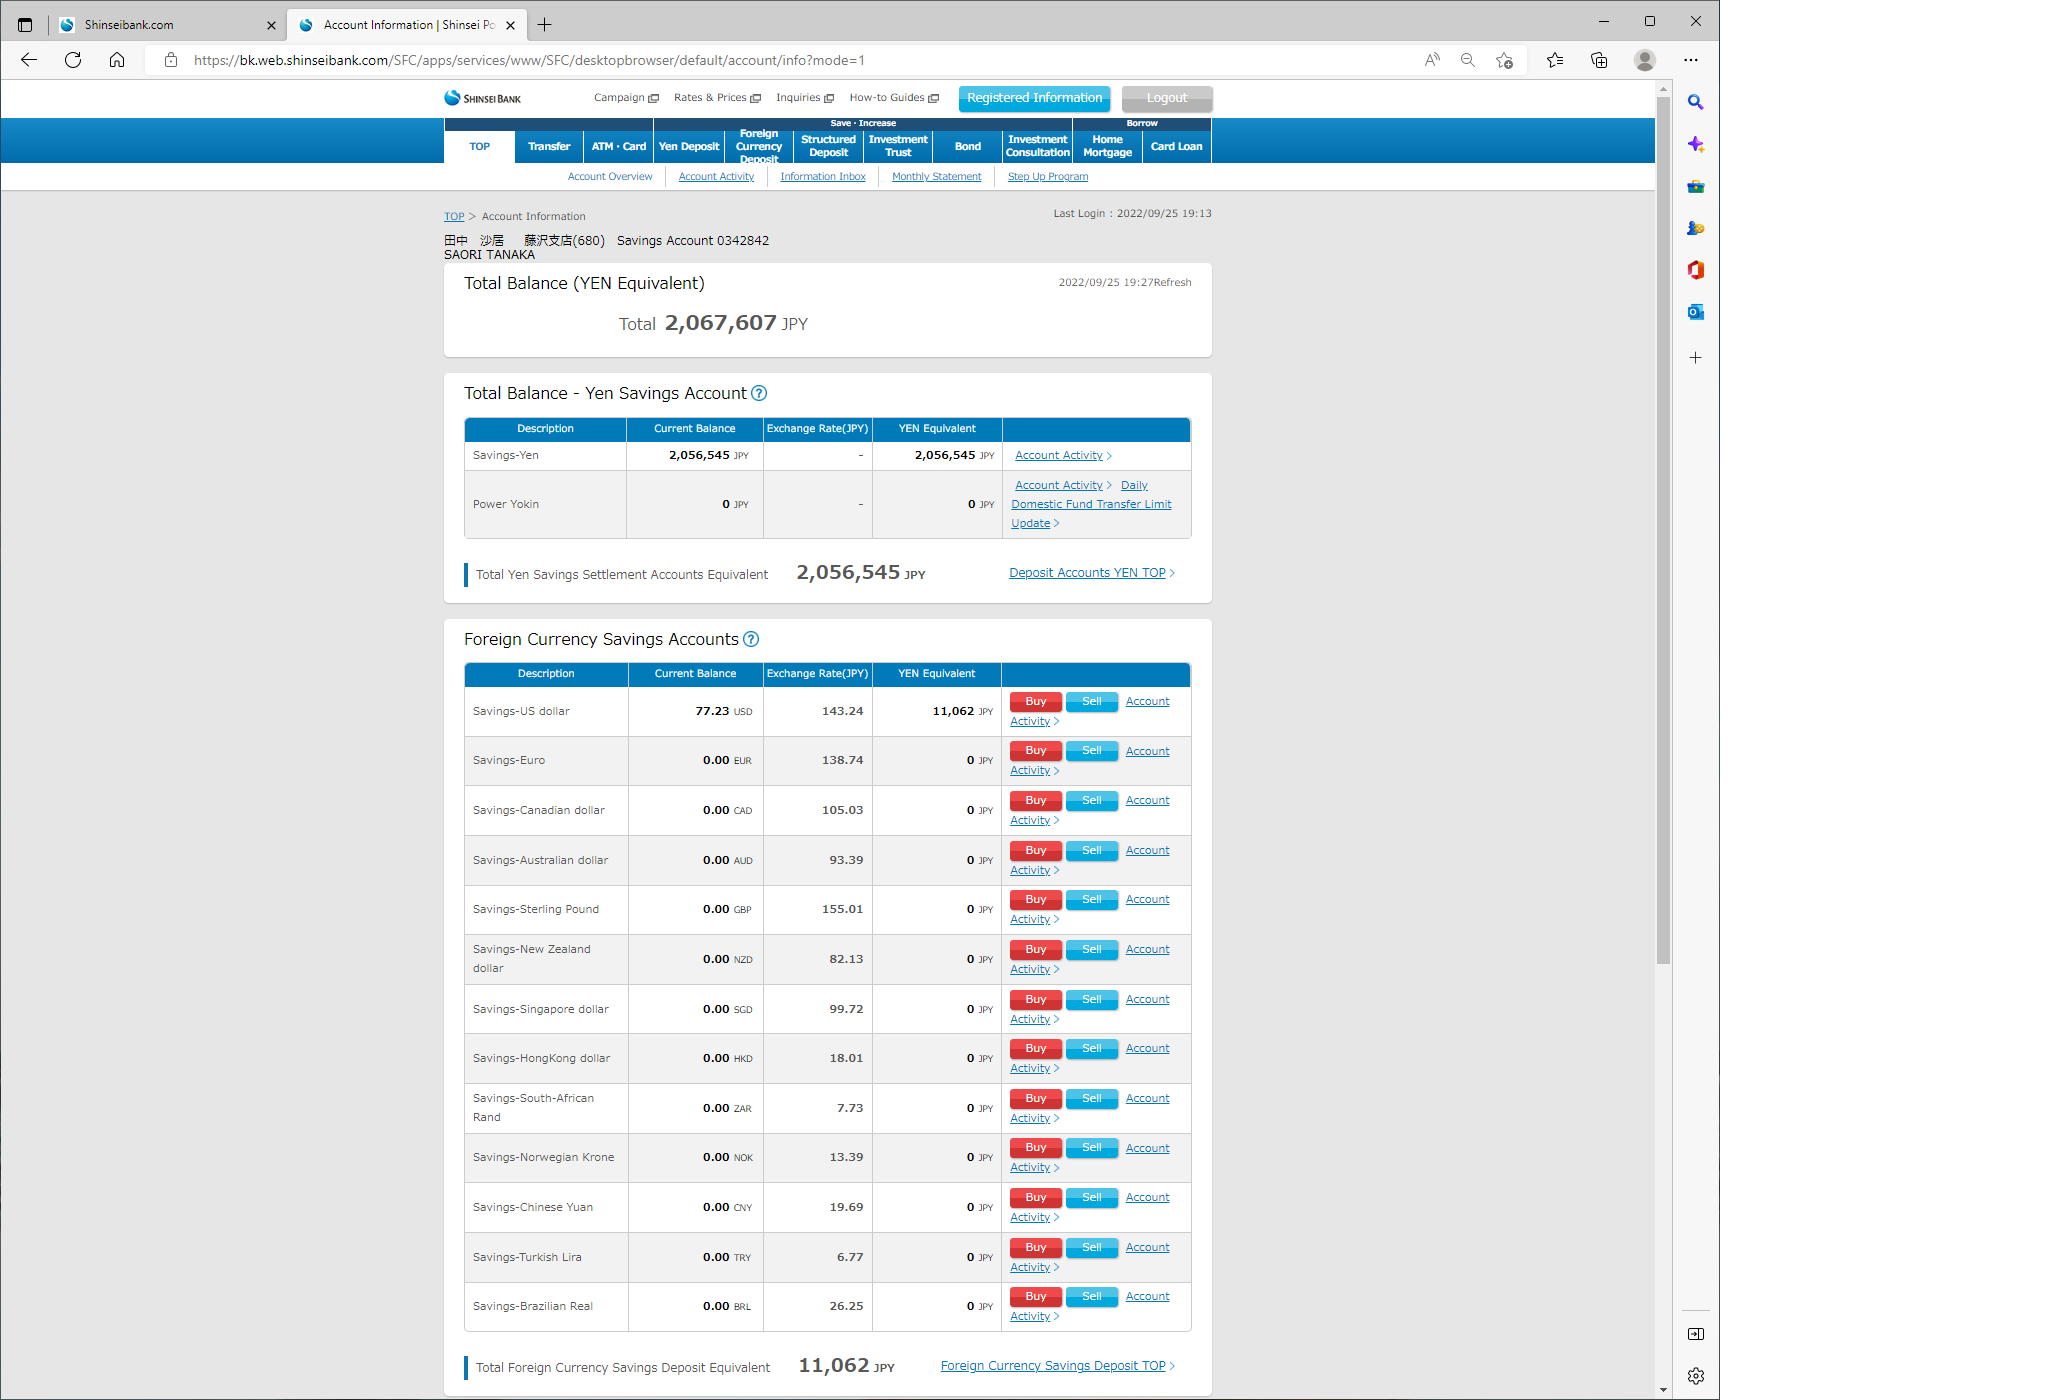 Shinseibank.com
Account Information | Shinsei Po
https://bk.web.shinseibank.com/SFC/apps/services/www/SFC/desktopbrowser/default/account/info?mode=1
SHINSEI BANK Campaign Rates & Prices Inquiries How-to Guides Registered Information Logout
Save・Increase Borrow
TOP Transfer ATM・Card Yen Deposit Foreign Currency Deposit Structured Deposit Investment Trust Bond Investment Consultation Home Mortgage Card Loan
Account Overview Account Activity Information Inbox Monthly Statement Step Up Program
TOP > Account Information Last Login : 2022/09/25 19:13
田中 沙居 藤沢支店(680) Savings Account 0342842
SAORI TANAKA
Total Balance (YEN Equivalent) 2022/09/25 19:27Refresh
Total 2,067,607 JPY
Total Balance - Yen Savings Account ?
Description Current Balance Exchange Rate(JPY) YEN Equivalent
Savings-Yen 2,056,545 JPY - 2,056,545 JPY Account Activity >
Power Yokin 0 JPY - 0 JPY Account Activity > Daily
Domestic Fund Transfer Limit
Update >
Total Yen Savings Settlement Accounts Equivalent 2,056,545 JPY Deposit Accounts YEN TOP >
Foreign Currency Savings Accounts ?
Description Current Balance Exchange Rate(JPY) YEN Equivalent
Savings-US dollar 77.23 USD 143.24 11,062 JPY Buy Sell Account
Activity >
Savings-Euro 0.00 EUR 138.74 0 JPY Buy Sell Account
Activity >
Savings-Canadian dollar 0.00 CAD 105.03 0 JPY Buy Sell Account
Activity >
Savings-Australian dollar 0.00 AUD 93.39 0 JPY Buy Sell Account
Activity >
Savings-Sterling Pound 0.00 GBP 155.01 0 JPY Buy Sell Account
Activity >
Savings-New Zealand
dollar 0.00 NZD 82.13 0 JPY Buy Sell Account
Activity >
Savings-Singapore dollar 0.00 SGD 99.72 0 JPY Buy Sell Account
Activity >
Savings-HongKong dollar 0.00 HKD 18.01 0 JPY Buy Sell Account
Activity >
Savings-South-African
Rand 0.00 ZAR 7.73 0 JPY Buy Sell Account
Activity >
Savings-Norwegian Krone 0.00 NOK 13.39 0 JPY Buy Sell Account
Activity >
Savings-Chinese Yuan 0.00 CNY 19.69 0 JPY Buy Sell Account
Activity >
Savings-Turkish Lira 0.00 TRY 6.77 0 JPY Buy Sell Account
Activity >
Savings-Brazilian Real 0.00 BRL 26.25 0 JPY Buy Sell Account
Activity >
Total Foreign Currency Savings Deposit Equivalent 11,062 JPY Foreign Currency Savings Deposit TOP >